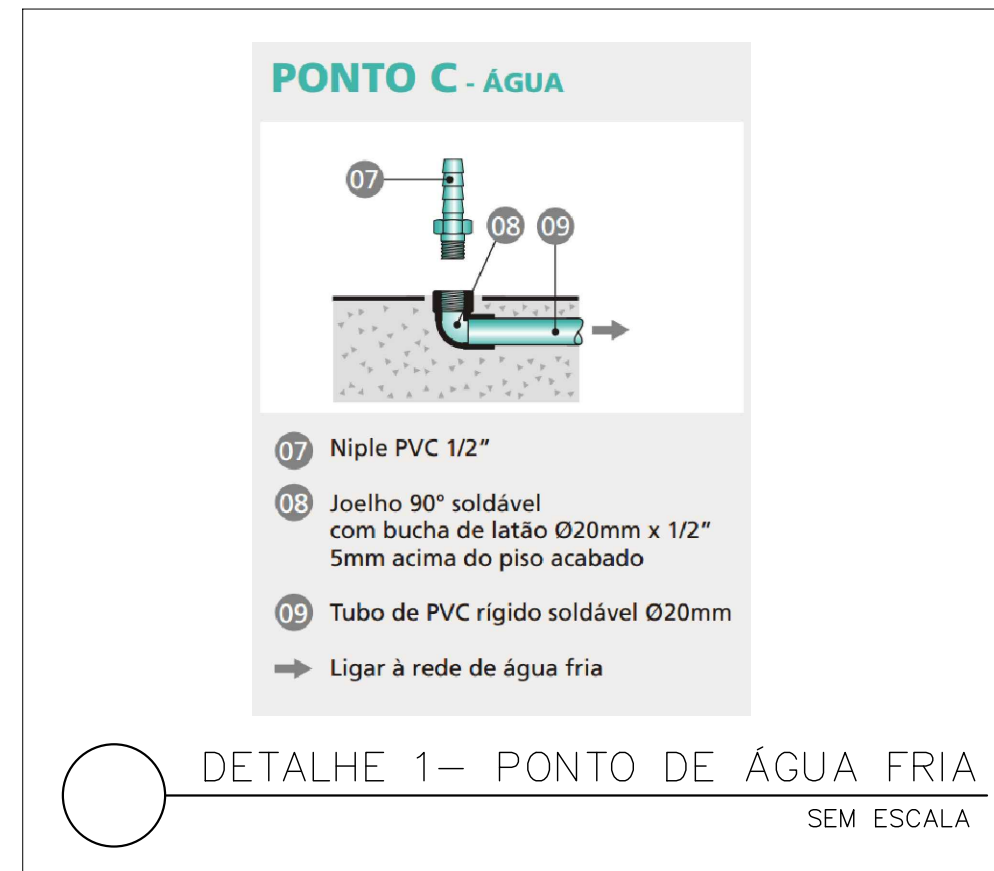 PONTO C - ÁGUA
07
08 09
07 Niple PVC 1/2"
08 Joelho 90° soldável
com bucha de latão Ø20mm x 1/2"
5mm acima do piso acabado
09 Tubo de PVC rígido soldável Ø20mm
Ligar à rede de água fria
DETALHE 1- PONTO DE ÁGUA FRIA
SEM ESCALA